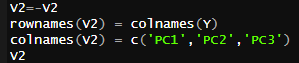 V2=-V2
rownames(V2) = colnames(Y)
colnames(V2) = c('PC1','PC2','PC3')
V2